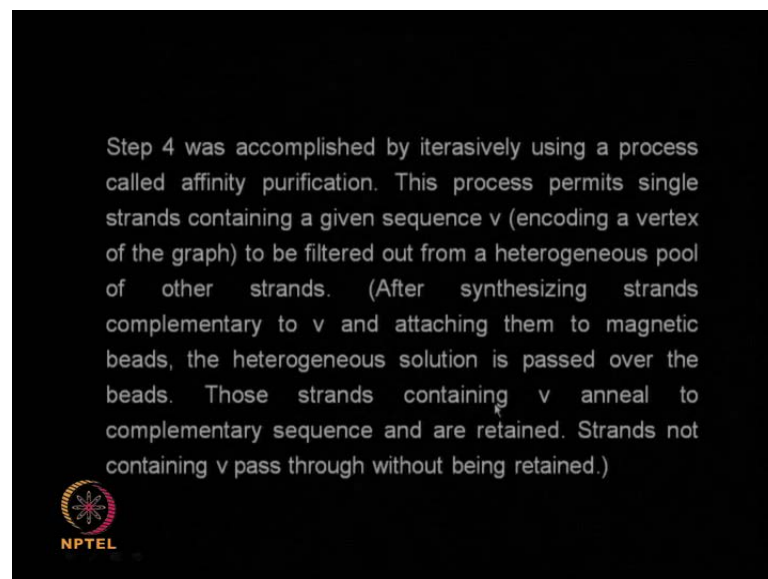 Step 4 was accomplished by iterasively using a process
called affinity purification. This process permits single
strands containing a given sequence v (encoding a vertex
of the graph) to be filtered out from a heterogeneous pool
of other strands. (After synthesizing strands
complementary to v and attaching them to magnetic
beads, the heterogeneous solution is passed over the
beads. Those strands containing v anneal to
complementary sequence and are retained. Strands not
containing v pass through without being retained.)
NPTEL